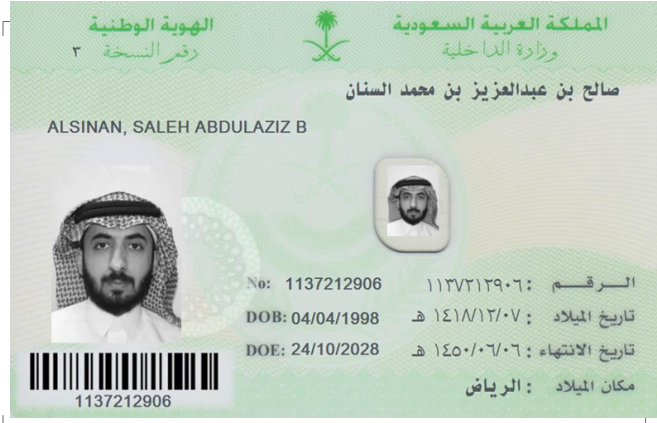 المملكة العربية السعودية
وزارة الداخلية
الهوية الوطنية
رقم النسخة ٣
صالح بن عبدالعزيز بن محمد السنان
ALSINAN, SALEH ABDULAZIZ B
الـرقـم : ١١٣٧٢١٢٩٠٦ No: 1137212906
تاريخ الميلاد : ١٤١٨/١٢/٠٧ هـ DOB: 04/04/1998
تاريخ الانتهاء : ١٤٥٠/٠٦/٠٦ هـ DOE: 24/10/2028
مكان الميلاد : الرياض
1137212906